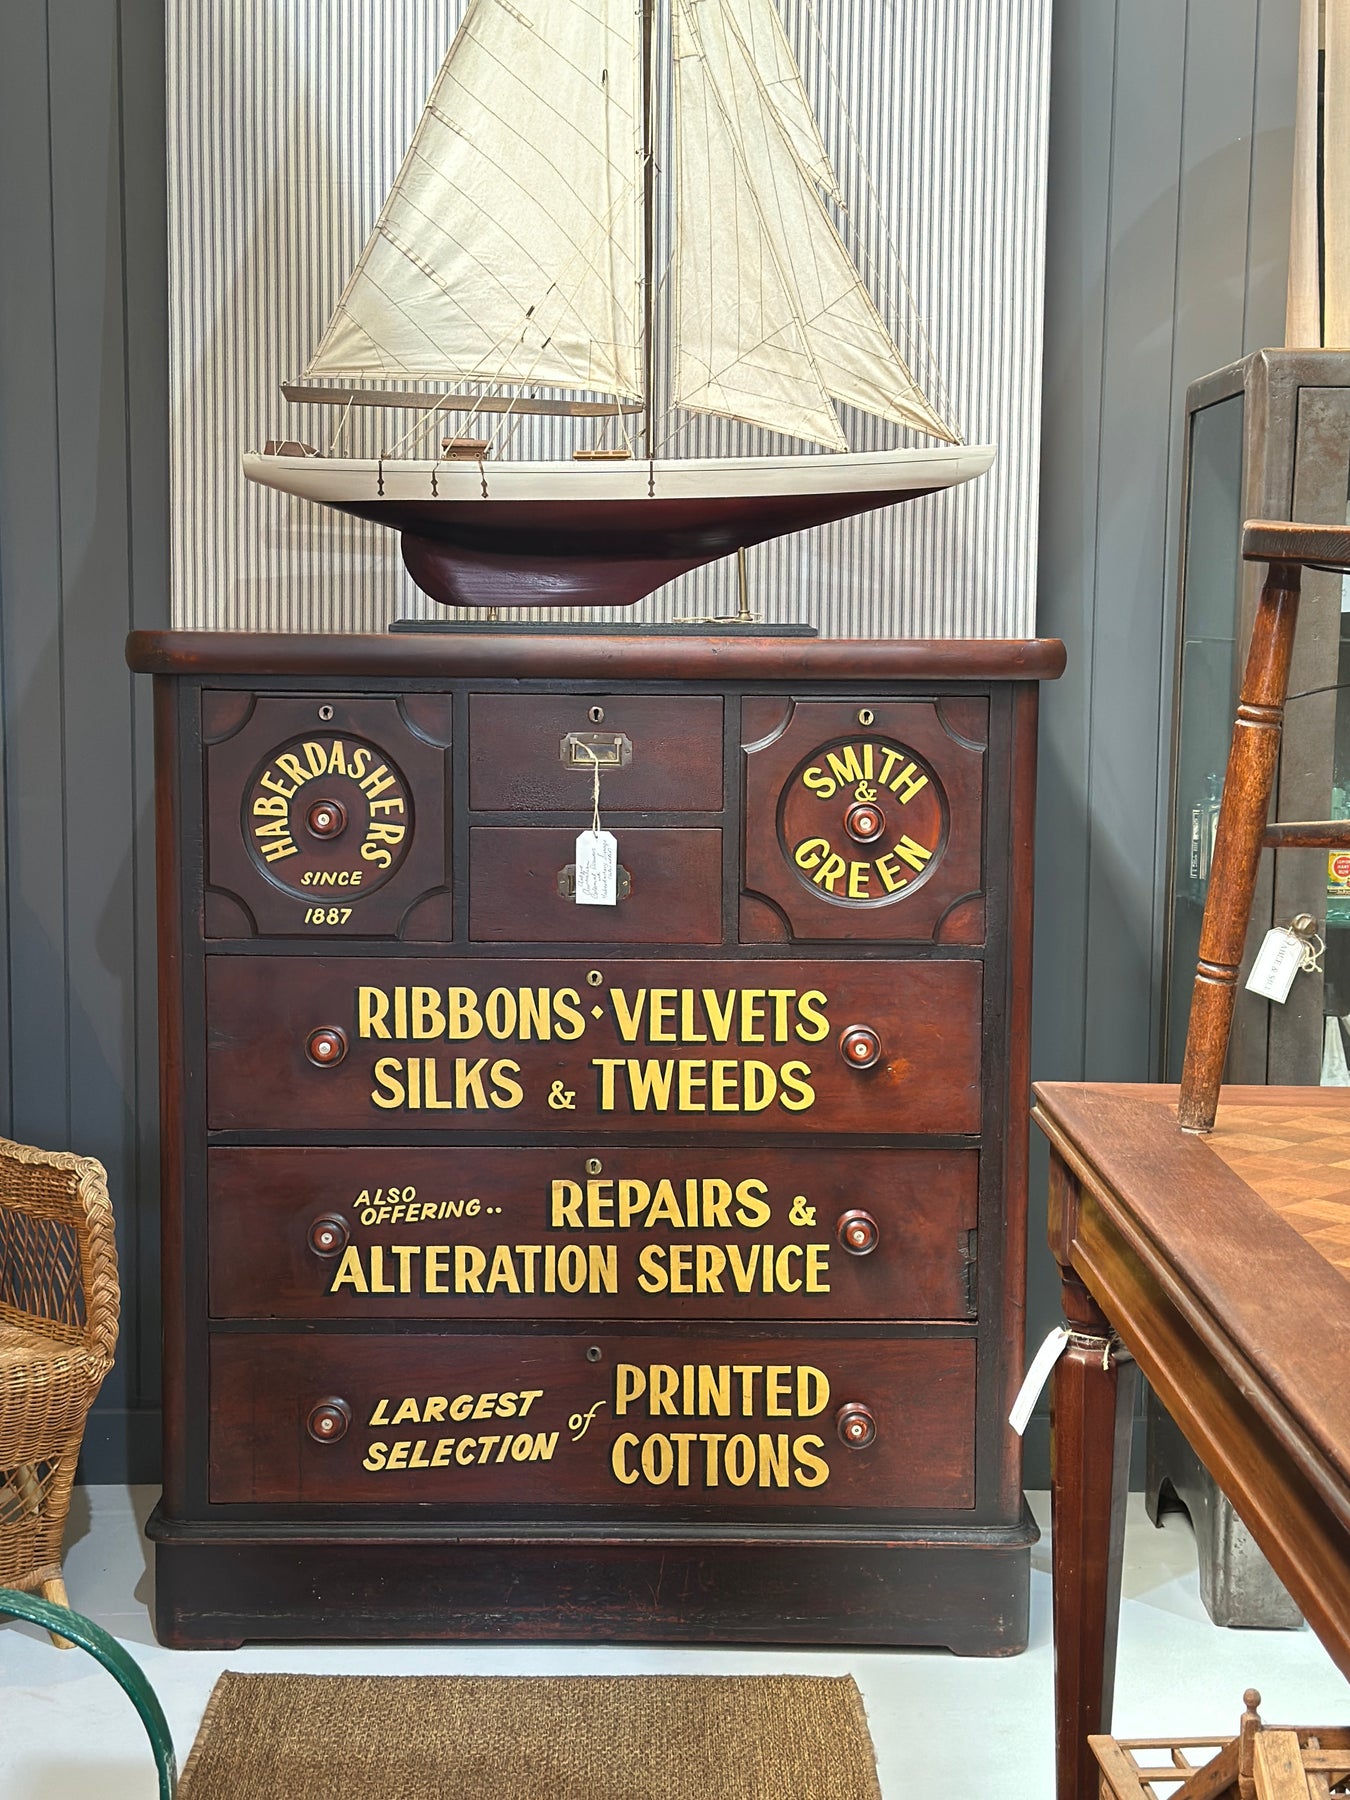 HABERDASHERS
SINCE
1887
SMITH
&
GREEN
RIBBONS · VELVETS
SILKS & TWEEDS
ALSO
OFFERING..
REPAIRS &
ALTERATION SERVICE
LARGEST
SELECTION
of
PRINTED
COTTONS